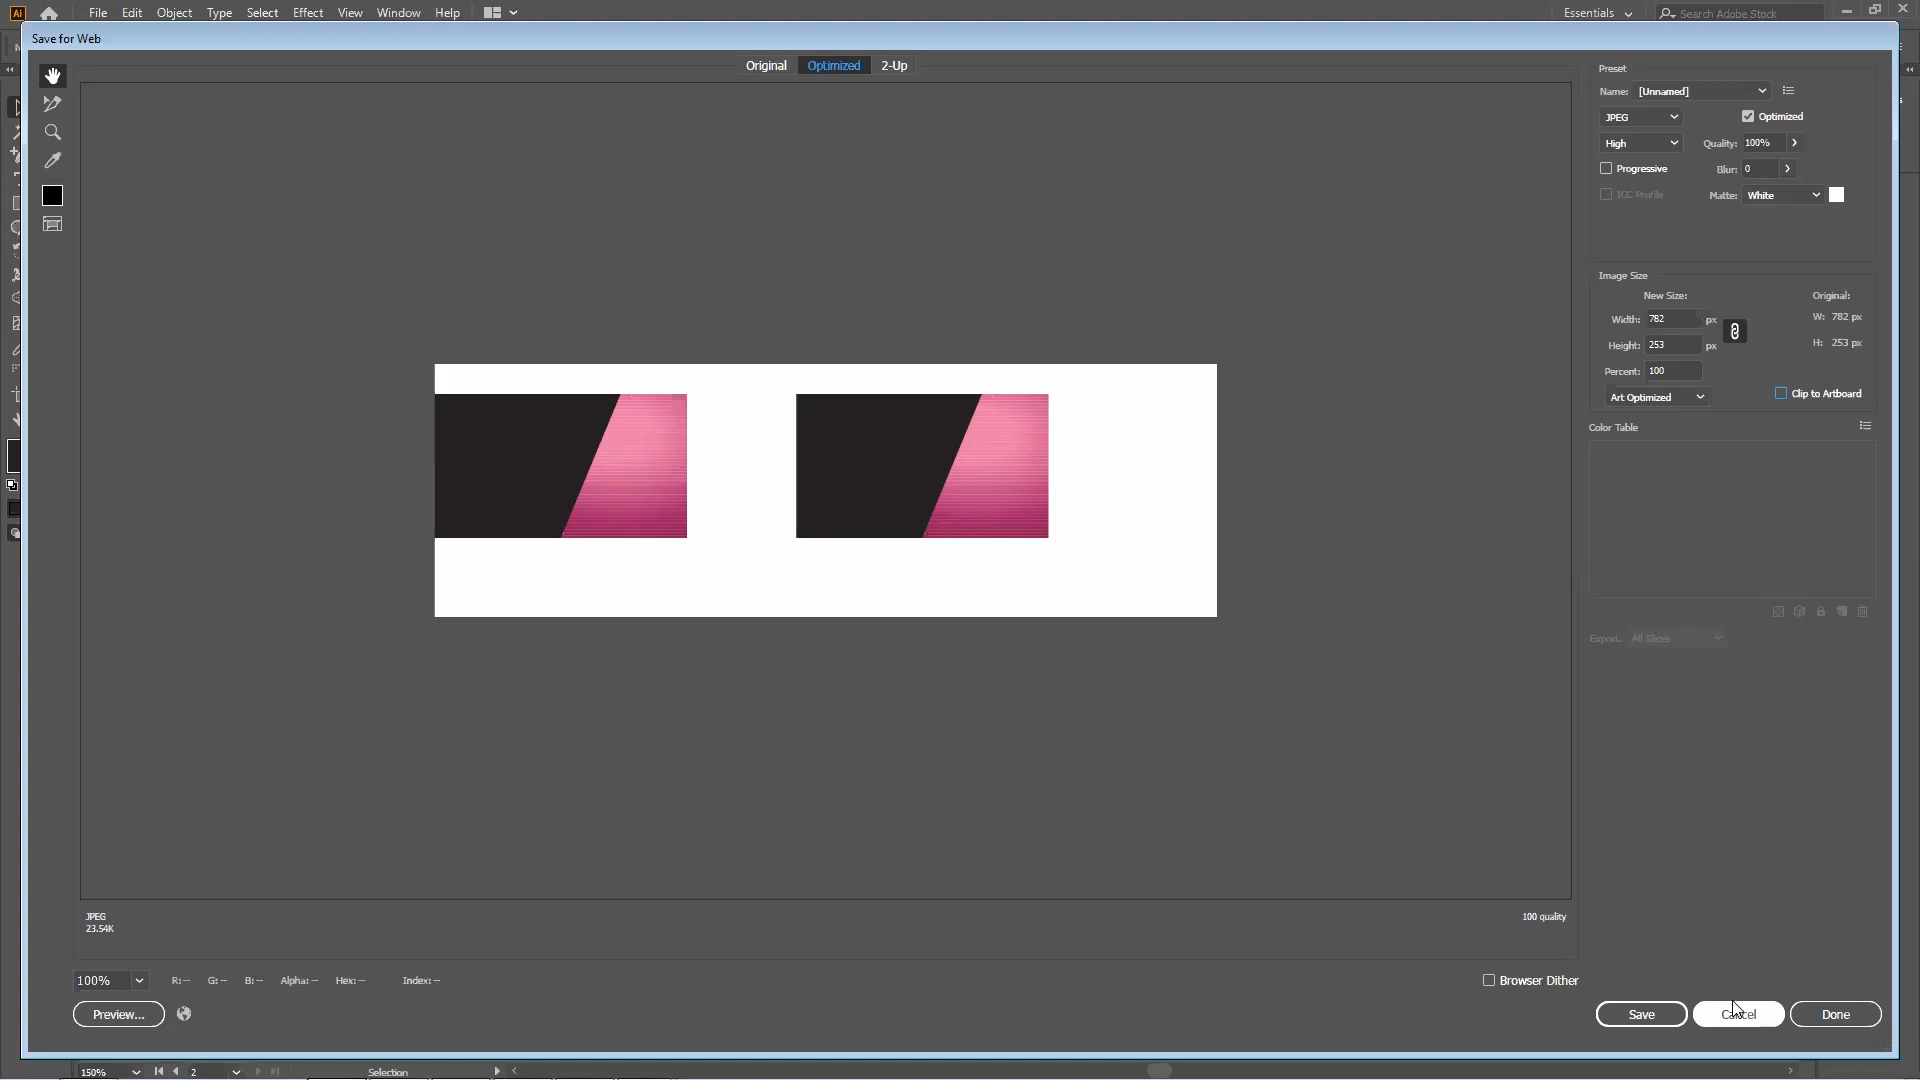 Ai File Edit Object Type Select Effect View Window Help Essentials Search Adobe Stock
Save for Web
Original Optimized 2-Up
Preset
Name: [Unnamed]
JPEG Optimized
High Quality: 100%
Progressive Blur: 0
ICC Profile Matte: White
Image Size
New Size: Original:
Width: 782 px W: 782 px
Height: 253 px H: 253 px
Percent: 100
Art Optimized Clip to Artboard
Color Table
Export: All Slices
JPEG 100 quality
23.54K
100% R: -- G: -- B: -- Alpha: -- Hex: -- Index: -- Browser Dither
Preview... Save Cancel Done
150% 2 Selection